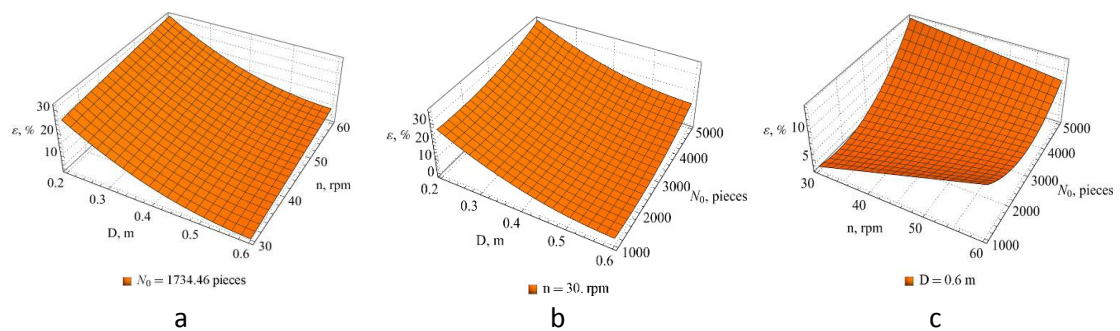 30
20
10
ε, %
0.2
0.3
0.4
0.5
0.6
D, m
30
40
50
60
n, rpm
N₀ = 1734.46 pieces
a
30
20
10
0
ε, %
0.2
0.3
0.4
0.5
0.6
D, m
1000
2000
3000
4000
5000
N₀, pieces
n = 30. rpm
b
10
5
ε, %
30
40
50
60
n, rpm
1000
2000
3000
4000
5000
N₀, pieces
D = 0.6 m
c